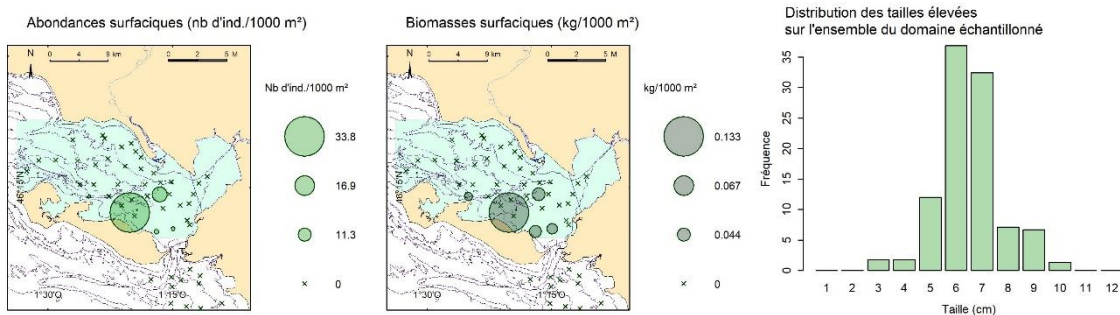 Abondances surfaciques (nb d'ind./1000 m²)
N
0 4 9 km
0 2 5 M
Nb d'ind./1000 m²
33.8
16.9
11.3
0
46°15'N
1°30'O
1°15'O
Biomasses surfaciques (kg/1000 m²)
N
0 4 9 km
0 2 5 M
kg/1000 m²
0.133
0.067
0.044
0
46°15'N
1°30'O
1°15'O
Distribution des tailles élevées
sur l'ensemble du domaine échantillonné
Fréquence
35
30
25
20
15
10
5
0
1 2 3 4 5 6 7 8 9 10 11 12
Taille (cm)